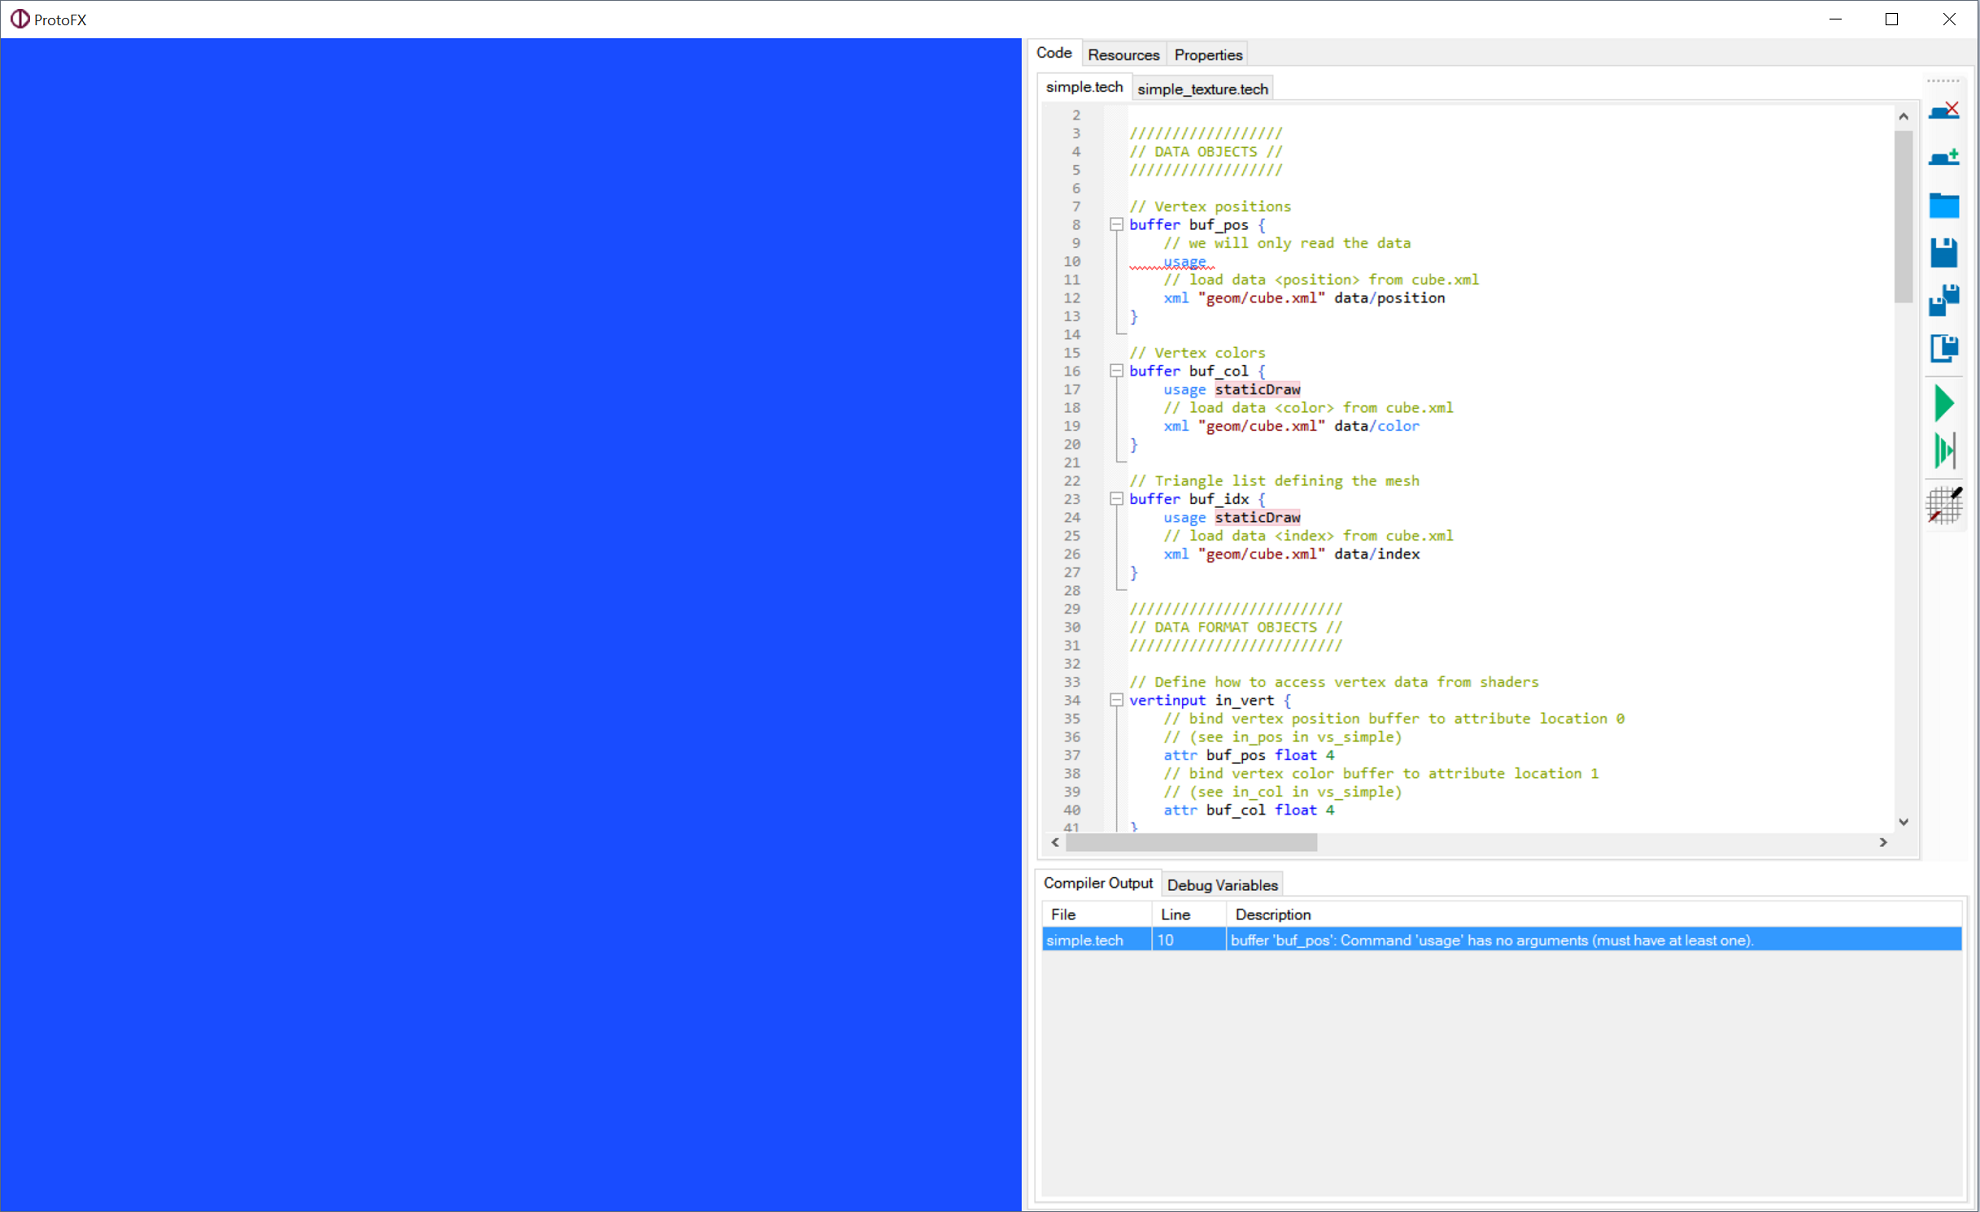 ProtoFX
Code Resources Properties
simple.tech simple_texture.tech
2
3 //////////////////
4 // DATA OBJECTS //
5 //////////////////
6
7 // Vertex positions
8 buffer buf_pos {
9 // we will only read the data
10 usage
11 // load data <position> from cube.xml
12 xml "geom/cube.xml" data/position
13 }
14
15 // Vertex colors
16 buffer buf_col {
17 usage staticDraw
18 // load data <color> from cube.xml
19 xml "geom/cube.xml" data/color
20 }
21
22 // Triangle list defining the mesh
23 buffer buf_idx {
24 usage staticDraw
25 // load data <index> from cube.xml
26 xml "geom/cube.xml" data/index
27 }
28
29 /////////////////////////
30 // DATA FORMAT OBJECTS //
31 /////////////////////////
32
33 // Define how to access vertex data from shaders
34 vertinput in_vert {
35 // bind vertex position buffer to attribute location 0
36 // (see in_pos in vs_simple)
37 attr buf_pos float 4
38 // bind vertex color buffer to attribute location 1
39 // (see in_col in vs_simple)
40 attr buf_col float 4
41 }
Compiler Output Debug Variables
File Line Description
simple.tech 10 buffer 'buf_pos': Command 'usage' has no arguments (must have at least one).